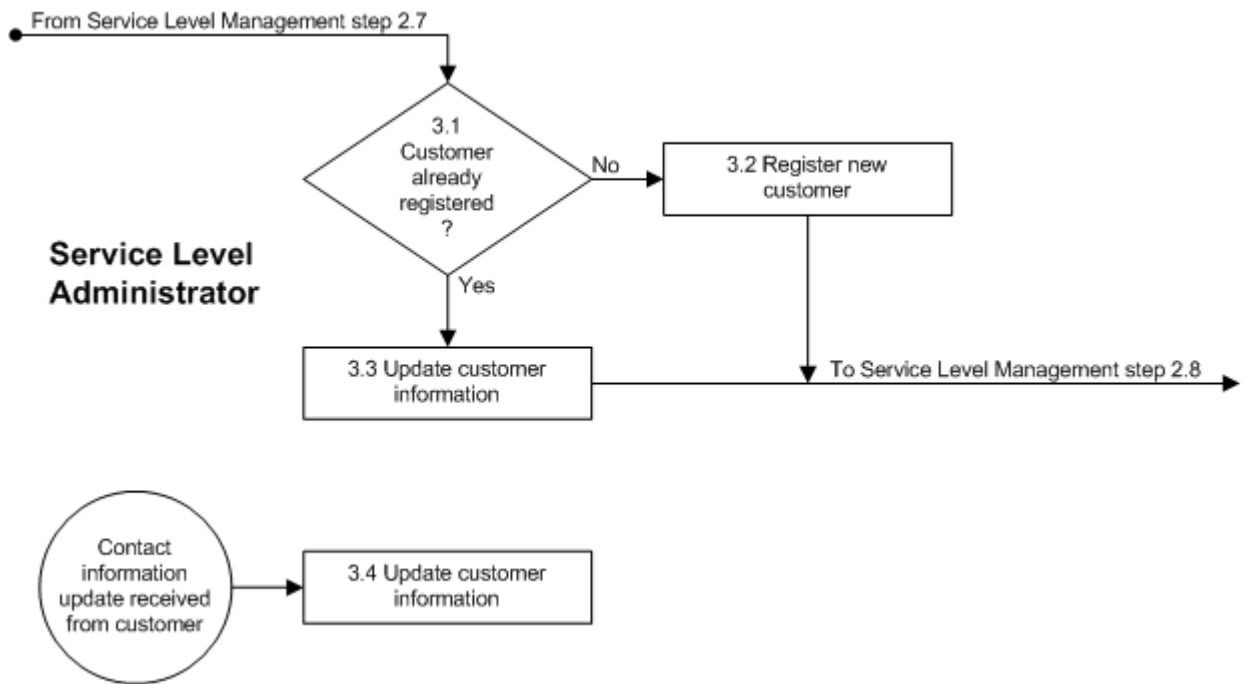 From Service Level Management step 2.7
3.1
Customer
already
registered
?
No
3.2 Register new
customer
Service Level
Administrator
Yes
3.3 Update customer
information
To Service Level Management step 2.8
Contact
information
update received
from customer
3.4 Update customer
information